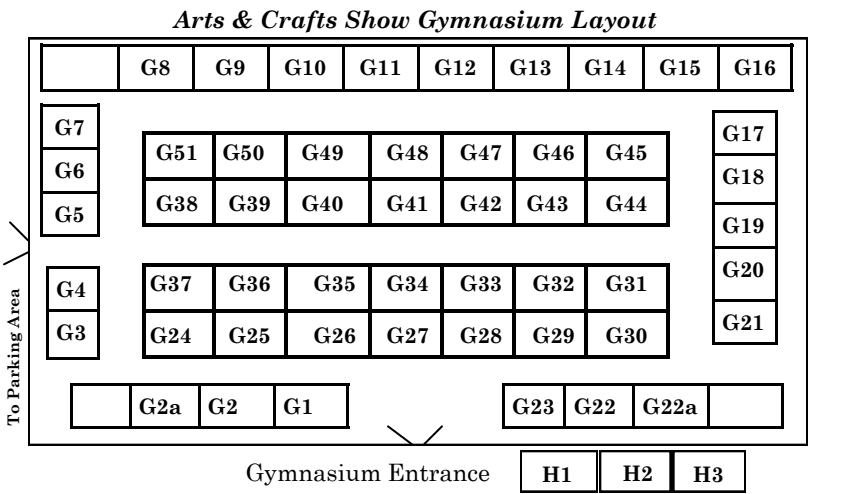 Arts & Crafts Show Gymnasium Layout
G8 G9 G10 G11 G12 G13 G14 G15 G16
G7
G6
G5
G51 G50 G49 G48 G47 G46 G45
G38 G39 G40 G41 G42 G43 G44
G17
G18
G19
G20
G21
G4
G3
G37 G36 G35 G34 G33 G32 G31
G24 G25 G26 G27 G28 G29 G30
To Parking Area
G2a G2 G1
G23 G22 G22a
Gymnasium Entrance
H1 H2 H3